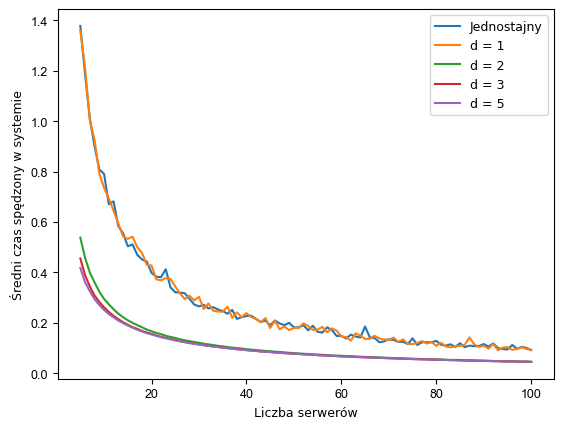 Jednostajny
d = 1
d = 2
d = 3
d = 5
1.4
1.2
1.0
0.8
0.6
0.4
0.2
0.0
Średni czas spędzony w systemie
20
40
60
80
100
Liczba serwerów